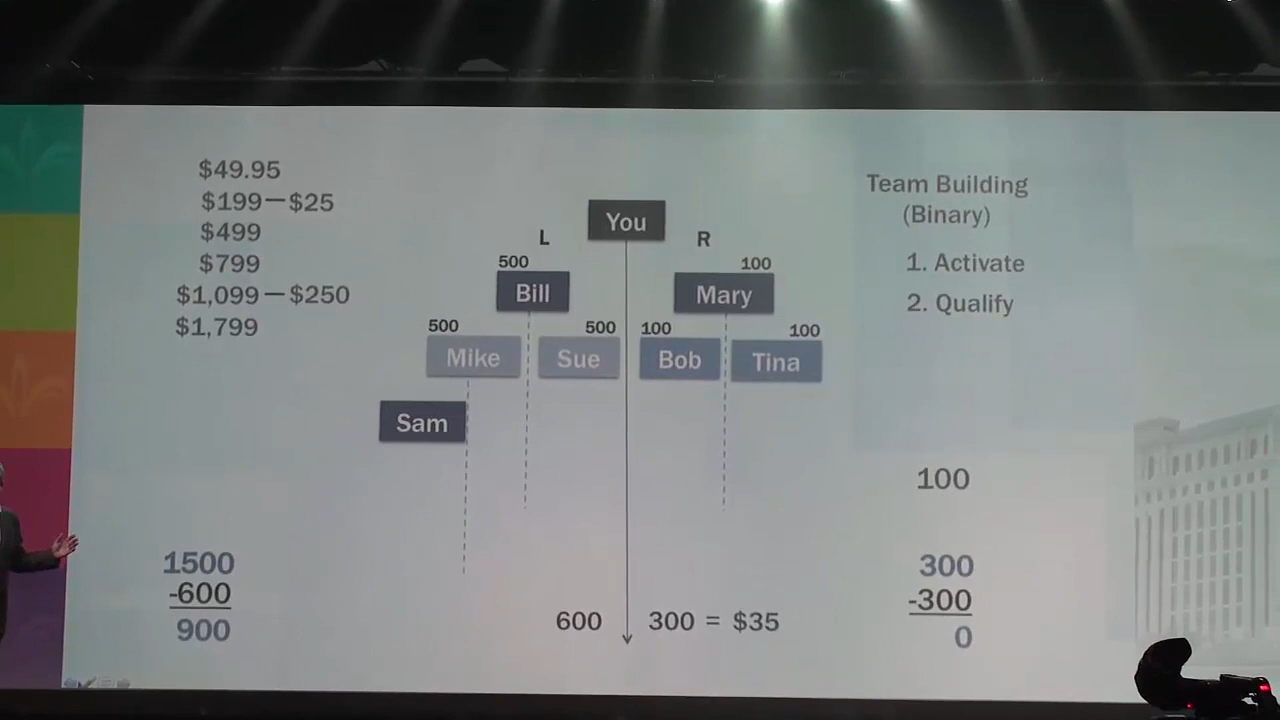 $49.95
$199－$25
$499
$799
$1,099－$250
$1,799
You
L
R
500
100
Bill
Mary
500
500
100
100
Mike
Sue
Bob
Tina
Sam
Team Building
(Binary)
1. Activate
2. Qualify
100
1500
-600
900
600
300 = $35
300
-300
0